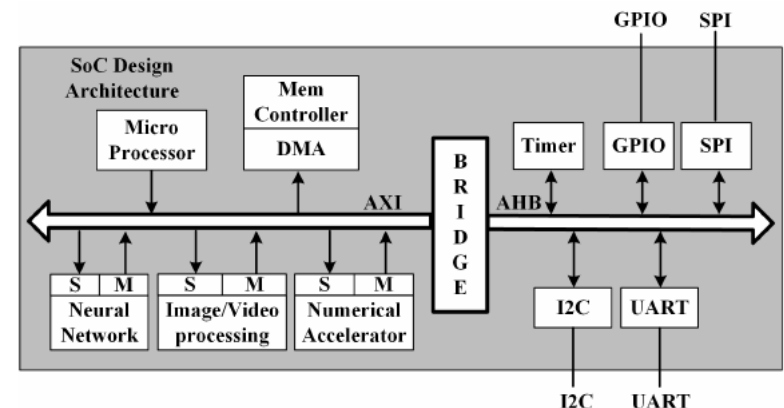 GPIO SPI
SoC Design
Architecture
Mem
Controller
DMA
Micro
Processor
Timer
GPIO
SPI
B
R
I
D
G
E
AXI
AHB
S M
Neural
Network
S M
Image/Video
processing
S M
Numerical
Accelerator
I2C
UART
I2C UART